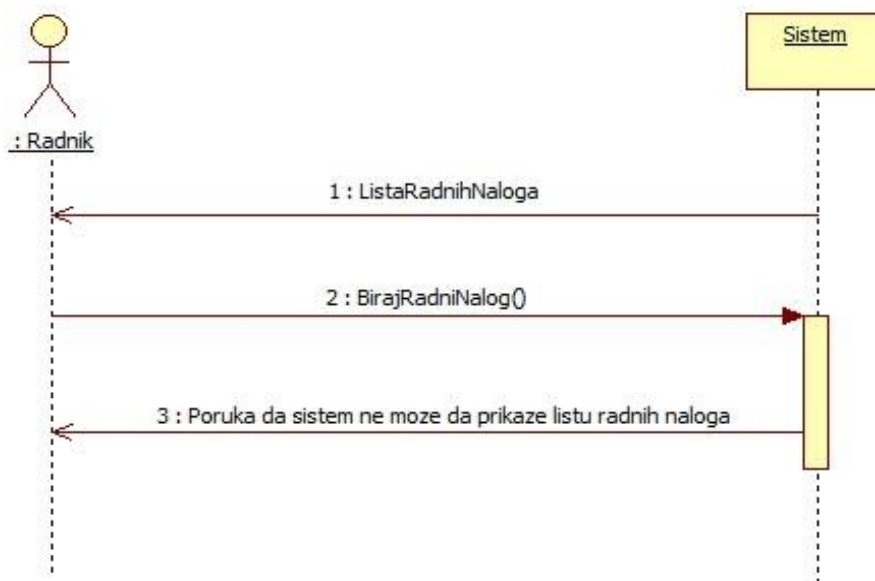 Sistem
: Radnik
1 : ListaRadnihNaloga
2 : BirajRadniNalog()
3 : Poruka da sistem ne moze da prikaze listu radnih naloga